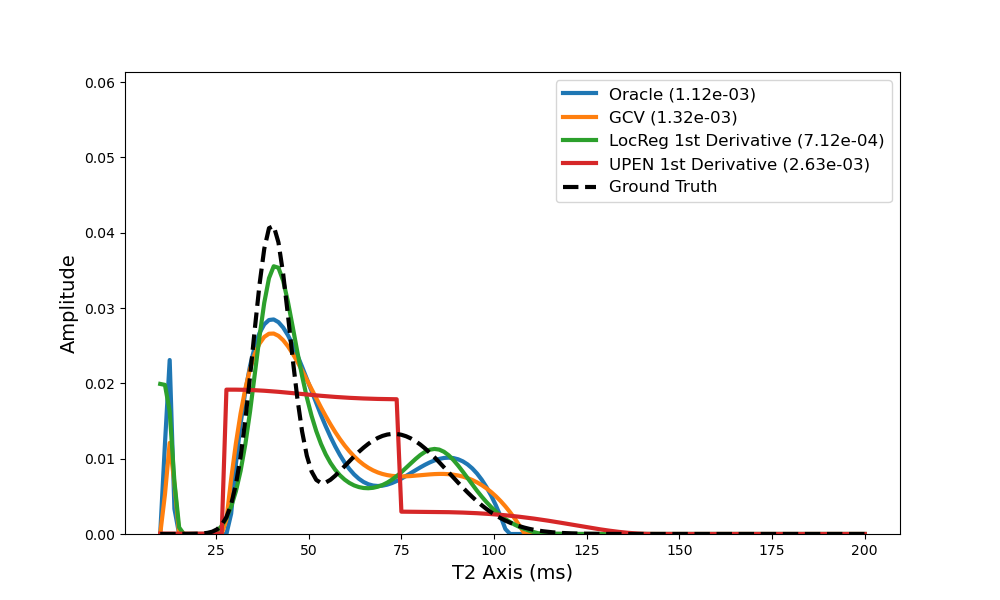 0.06
0.05
0.04
0.03
0.02
0.01
0.00
Amplitude
Oracle (1.12e-03)
GCV (1.32e-03)
LocReg 1st Derivative (7.12e-04)
UPEN 1st Derivative (2.63e-03)
Ground Truth
25 50 75 100 125 150 175 200
T2 Axis (ms)